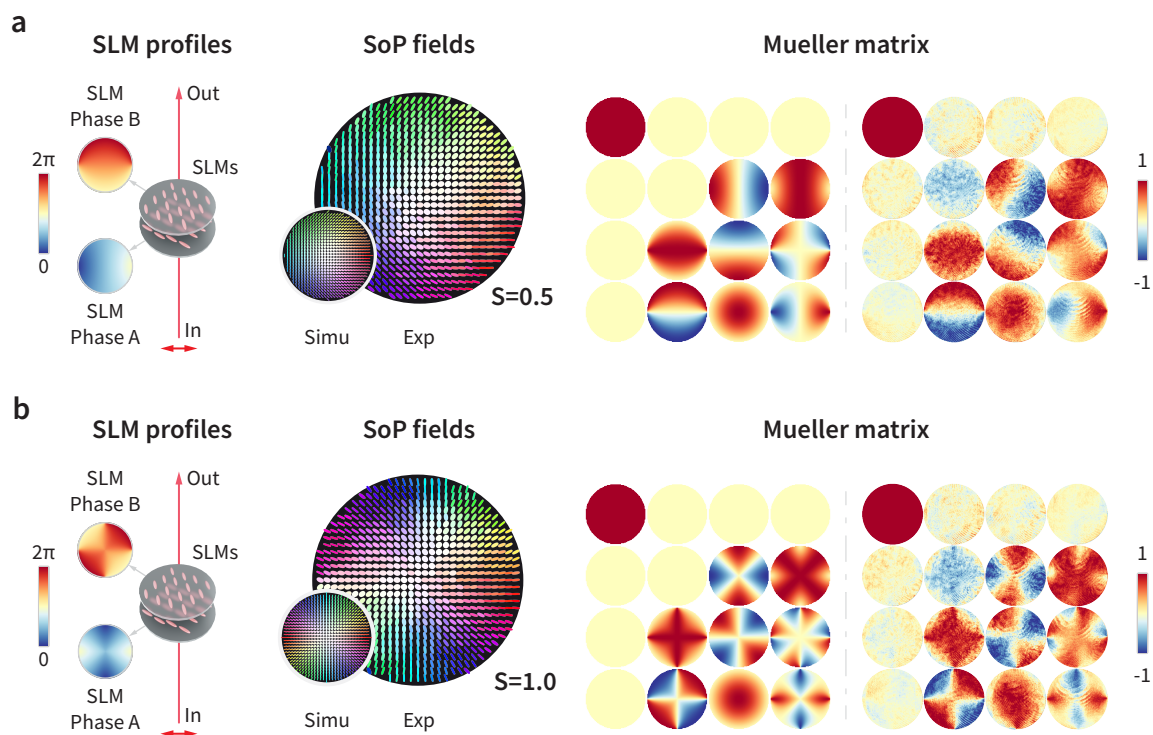 a
SLM profiles
SoP fields
Mueller matrix
SLM
Phase B
Out
2π
SLMs
0
SLM
Phase A
In
Simu
Exp
S=0.5
1
-1
b
SLM profiles
SoP fields
Mueller matrix
SLM
Phase B
Out
2π
SLMs
0
SLM
Phase A
In
Simu
Exp
S=1.0
1
-1